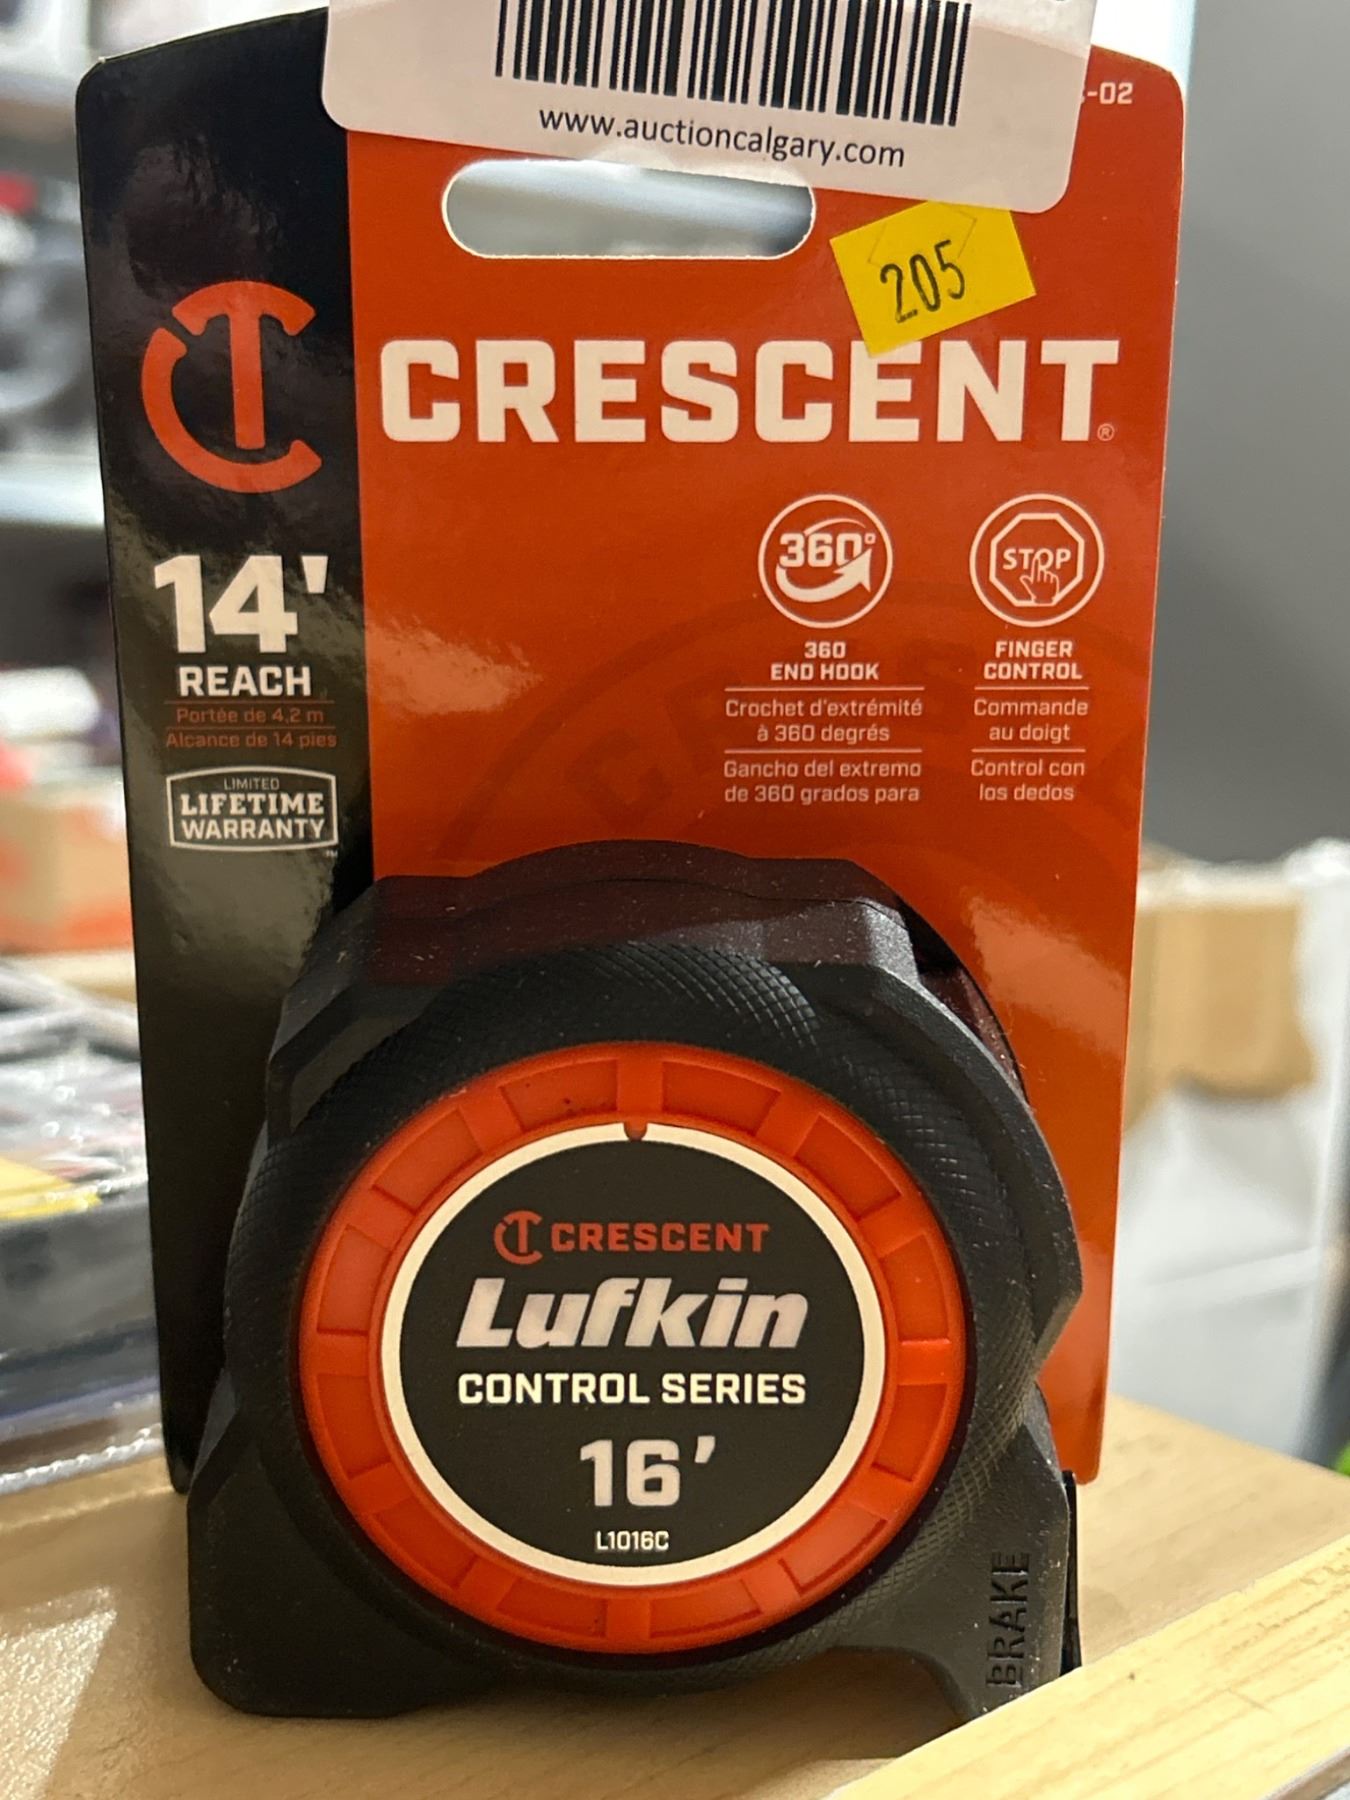 www.auctioncalgary.com
-02
205
CRESCENT®
14'
REACH
Portée de 4,2 m
Alcance de 14 pies
LIMITED
LIFETIME
WARRANTY™
360°
360
END HOOK
Crochet d'extrémité
à 360 degrés
Gancho del extremo
de 360 grados para
STOP
FINGER
CONTROL
Commande
au doigt
Control con
los dedos
CRESCENT
Lufkin
CONTROL SERIES
16'
L1016C
BRAKE